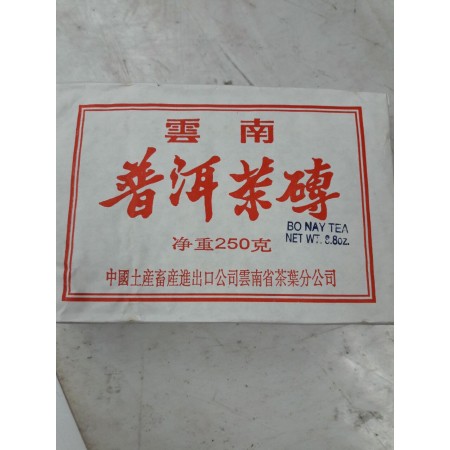 雲南
普洱茶磚
BO NAY TEA
NET WT. 8.8oz.
净重250克
中國土産畜産進出口公司雲南省茶葉分公司